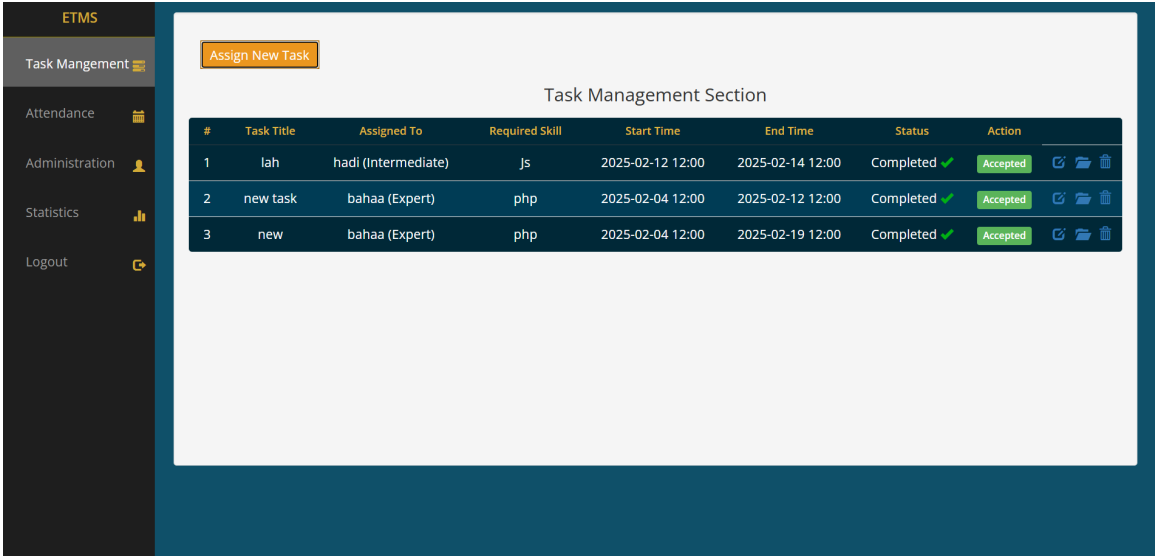 ETMS
Task Mangement
Attendance
Administration
Statistics
Logout
Assign New Task
Task Management Section
# Task Title Assigned To Required Skill Start Time End Time Status Action
1 lah hadi (Intermediate) Js 2025-02-12 12:00 2025-02-14 12:00 Completed Accepted
2 new task bahaa (Expert) php 2025-02-04 12:00 2025-02-12 12:00 Completed Accepted
3 new bahaa (Expert) php 2025-02-04 12:00 2025-02-19 12:00 Completed Accepted